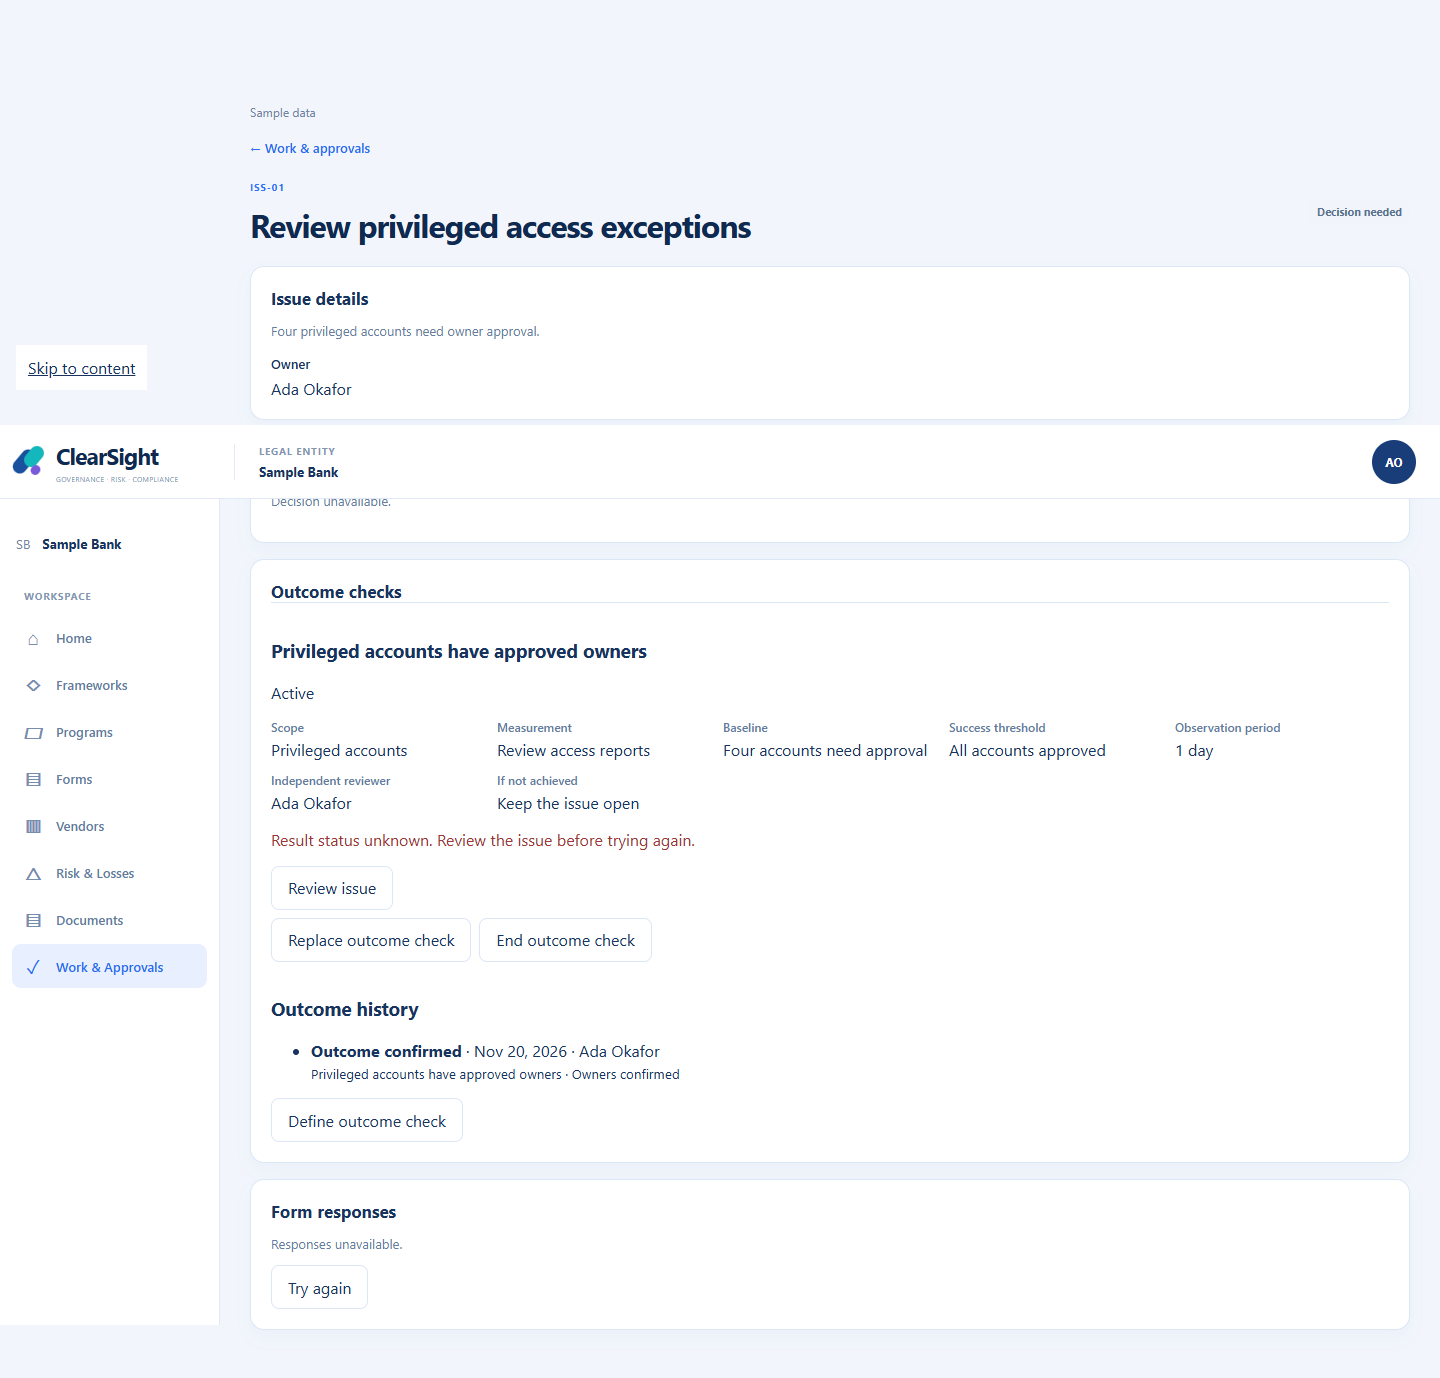 Sample data
← Work & approvals
ISS-01
Review privileged access exceptions
Decision needed
Issue details
Four privileged accounts need owner approval.
Owner
Ada Okafor
Skip to content
ClearSight
GOVERNANCE · RISK · COMPLIANCE
LEGAL ENTITY
Sample Bank
AO
Decision unavailable.
SB Sample Bank
WORKSPACE
Home
Frameworks
Programs
Forms
Vendors
Risk & Losses
Documents
Work & Approvals
Outcome checks
Privileged accounts have approved owners
Active
Scope
Privileged accounts
Measurement
Review access reports
Baseline
Four accounts need approval
Success threshold
All accounts approved
Observation period
1 day
Independent reviewer
Ada Okafor
If not achieved
Keep the issue open
Result status unknown. Review the issue before trying again.
Review issue
Replace outcome check
End outcome check
Outcome history
• Outcome confirmed · Nov 20, 2026 · Ada Okafor
Privileged accounts have approved owners · Owners confirmed
Define outcome check
Form responses
Responses unavailable.
Try again